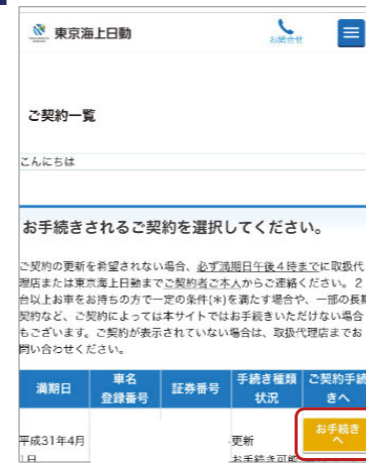 東京海上日動
お問合せ
ご契約一覧
こんにちは
お手続きされるご契約を選択してください。
ご契約の更新を希望されない場合、必ず満期日午後4時までに取扱代
理店または東京海上日動までご契約者ご本人からご連絡ください。2
台以上お車をお持ちの方で一定の条件(*)を満たす場合や、一部の長期
契約など、ご契約によっては本サイトではお手続きいただけない場合
もございます。ご契約が表示されていない場合は、取扱代理店までお
問い合わせください。
満期日 車名 登録番号 証券番号 手続き種類 状況 ご契約手続きへ
平成31年4月 更新 お手続きへ
1日 お手続き可能